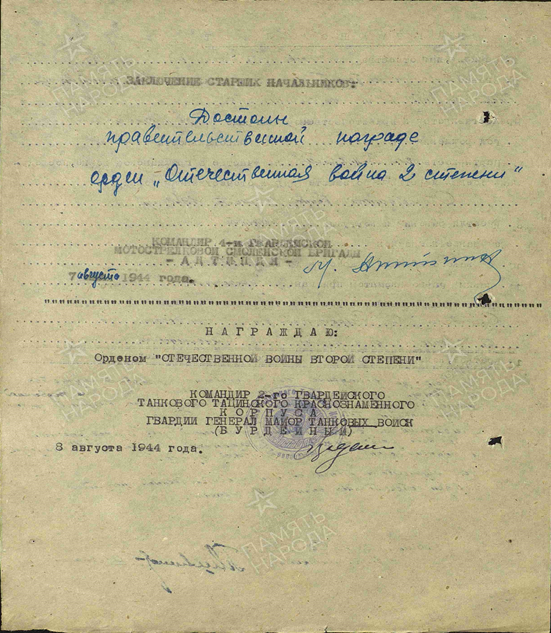 ЗАКЛЮЧЕНИЕ СТАРШИХ НАЧАЛЬНИКОВ:
Достоин
правительственной награде
орден „Отечественная война 2 степени"
КОМАНДИР 4-й ГВАРДЕЙСКОЙ
МОТОСТРЕЛКОВОЙ СМОЛЕНСКОЙ БРИГАДЫ
7 августа 1944 года.
НАГРАЖДАЮ:
Орденом "ОТЕЧЕСТВЕННОЙ ВОЙНЫ ВТОРОЙ СТЕПЕНИ"
КОМАНДИР 2-го ГВАРДЕЙСКОГО
ТАНКОВОГО ТАЦИНСКОГО КРАСНОЗНАМЕННОГО
КОРПУСА
ГВАРДИИ ГЕНЕРАЛ МАЙОР ТАНКОВЫХ ВОЙСК
(БУРДЕЙНЫЙ)
8 августа 1944 года.
ПАМЯТЬ НАРОДА